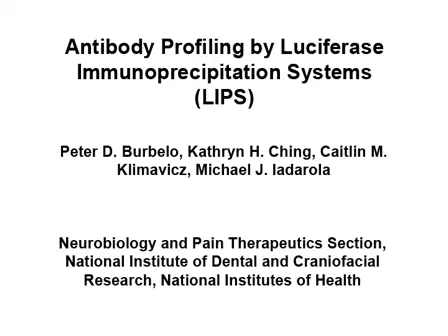 Antibody Profiling by Luciferase
Immunoprecipitation Systems
(LIPS)
Peter D. Burbelo, Kathryn H. Ching, Caitlin M.
Klimavicz, Michael J. Iadarola
Neurobiology and Pain Therapeutics Section,
National Institute of Dental and Craniofacial
Research, National Institutes of Health